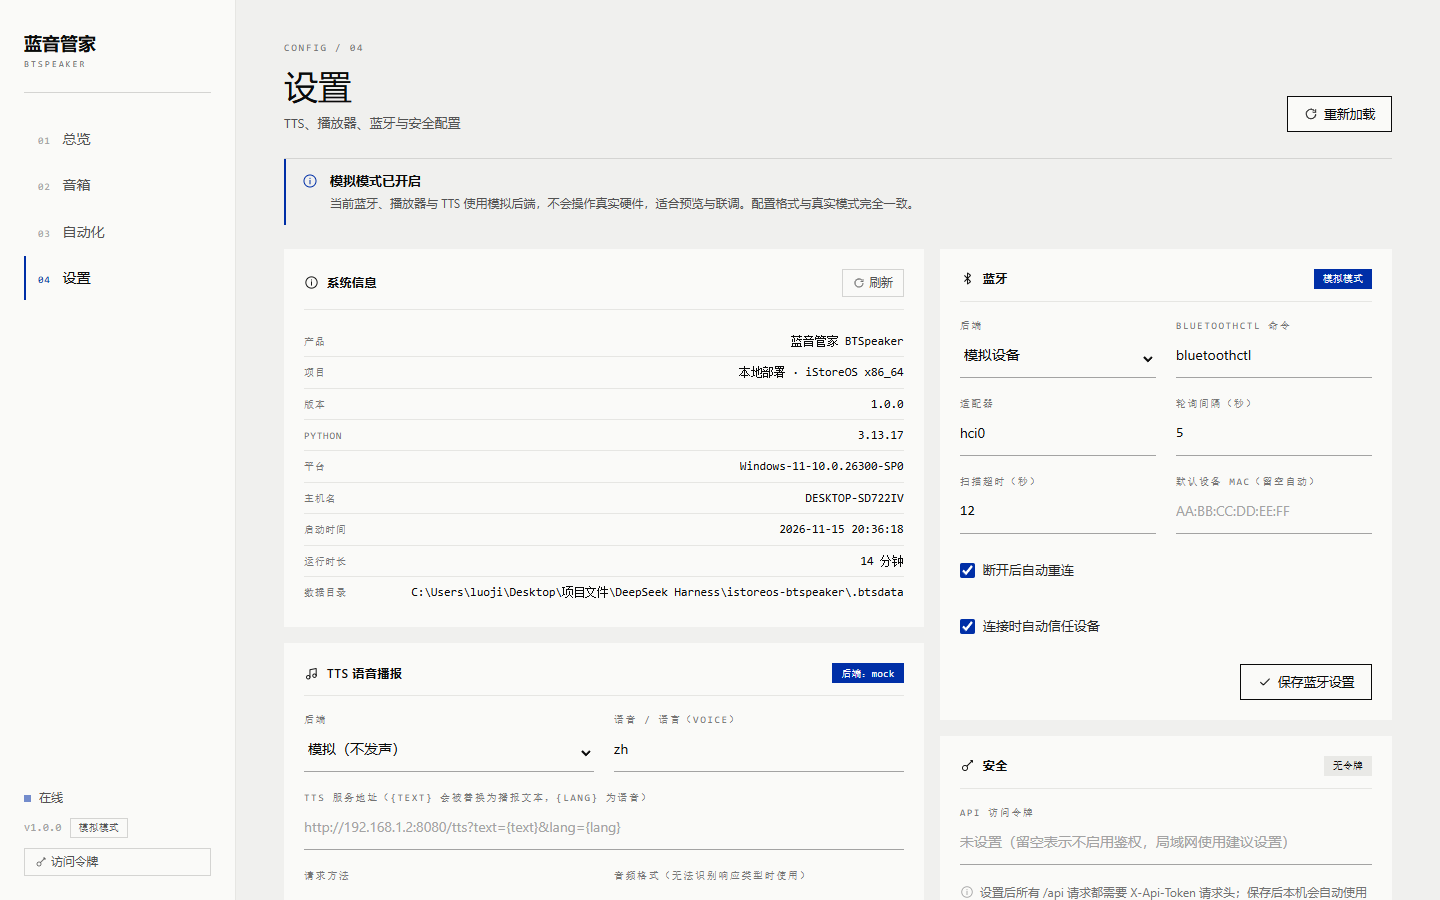 蓝音管家
BTSPEAKER
01 总览
02 音箱
03 自动化
04 设置
在线
v1.0.0 模拟模式
访问令牌
CONFIG / 04
设置
TTS、播放器、蓝牙与安全配置
重新加载
模拟模式已开启
当前蓝牙、播放器与 TTS 使用模拟后端，不会操作真实硬件，适合预览与联调。配置格式与真实模式完全一致。
系统信息
刷新
产品 蓝音管家 BTSpeaker
项目 本地部署 · iStoreOS x86_64
版本 1.0.0
PYTHON 3.13.17
平台 Windows-11-10.0.26300-SP0
主机名 DESKTOP-SD722IV
启动时间 2026-11-15 20:36:18
运行时长 14 分钟
数据目录 C:\Users\luoji\Desktop\项目文件\DeepSeek Harness\istoreos-btspeaker\.btsdata
TTS 语音播报
后端: mock
后端
模拟（不发声）
语音 / 语言（VOICE）
zh
TTS 服务地址（{TEXT} 会被替换为播报文本，{LANG} 为语音）
http://192.168.1.2:8080/tts?text={text}&lang={lang}
请求方法
音频格式（无法识别响应类型时使用）
蓝牙
模拟模式
后端
模拟设备
BLUETOOTHCTL 命令
bluetoothctl
适配器
hci0
轮询间隔（秒）
5
扫描超时（秒）
12
默认设备 MAC（留空自动）
AA:BB:CC:DD:EE:FF
断开后自动重连
连接时自动信任设备
保存蓝牙设置
安全
无令牌
API 访问令牌
未设置（留空表示不启用鉴权，局域网使用建议设置）
设置后所有 /api 请求都需要 X-Api-Token 请求头；保存后本机会自动使用